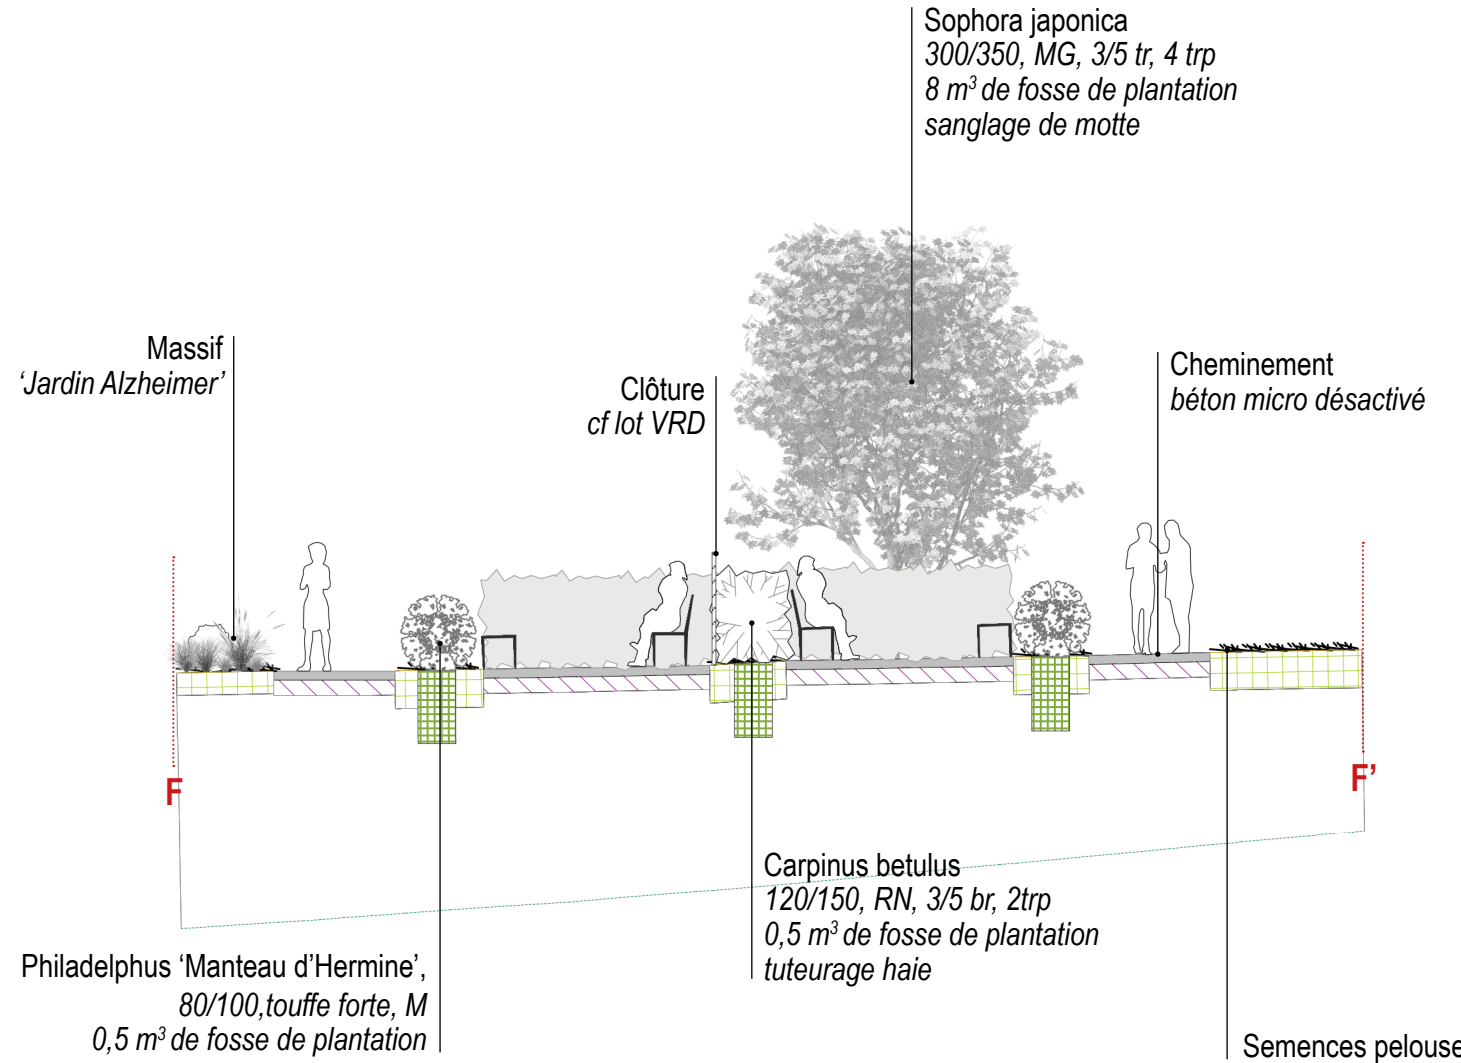 Sophora japonica
300/350, MG, 3/5 tr, 4 trp
8 m³ de fosse de plantation
sanglage de motte
Massif
‘Jardin Alzheimer’
Clôture
cf lot VRD
Cheminement
béton micro désactivé
F
F’
Carpinus betulus
120/150, RN, 3/5 br, 2trp
0,5 m³ de fosse de plantation
tuteurage haie
Philadelphus ‘Manteau d’Hermine’,
80/100,touffe forte, M
0,5 m³ de fosse de plantation
Semences pelouse